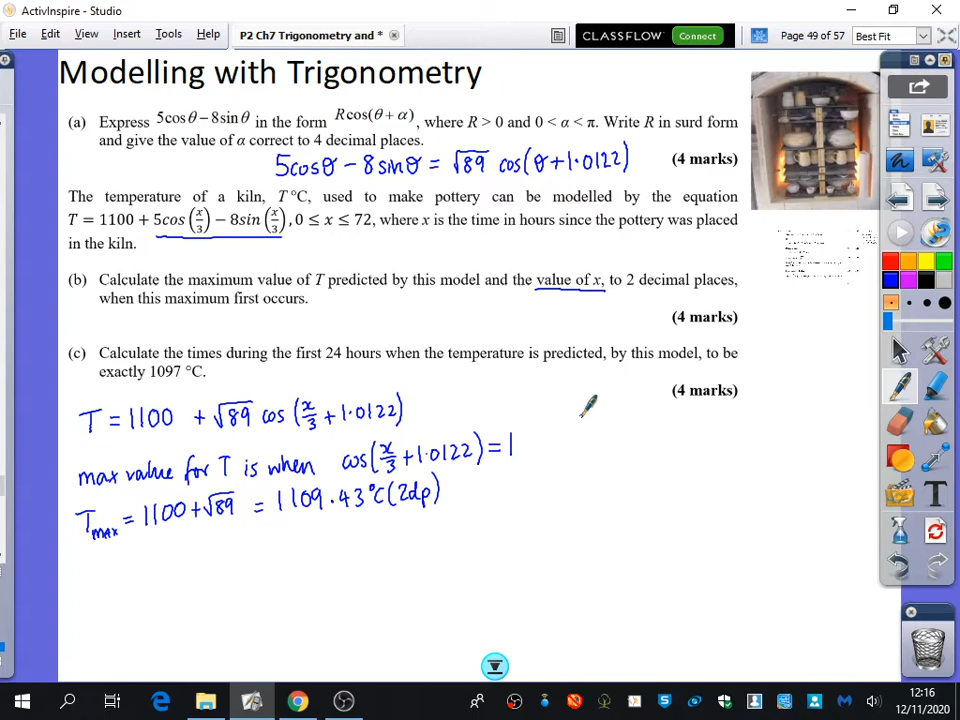 ActivInspire - Studio
File Edit View Insert Tools Help
P2 Ch7 Trigonometry and *
CLASSFLOW Connect
Page 49 of 57
Best Fit
Modelling with Trigonometry
(a) Express 5cosθ – 8sinθ in the form Rcos(θ + α), where R > 0 and 0 < α < π. Write R in surd form
and give the value of α correct to 4 decimal places.
5cosθ – 8sinθ = √89 cos(θ + 1·0122)
(4 marks)
The temperature of a kiln, T °C, used to make pottery can be modelled by the equation
T = 1100 + 5cos(x/3) − 8sin(x/3), 0 ≤ x ≤ 72, where x is the time in hours since the pottery was placed
in the kiln.
(b) Calculate the maximum value of T predicted by this model and the value of x, to 2 decimal places,
when this maximum first occurs.
(4 marks)
(c) Calculate the times during the first 24 hours when the temperature is predicted, by this model, to be
exactly 1097 °C.
(4 marks)
T = 1100 + √89 cos(x/3 + 1·0122)
max value for T is when cos(x/3 + 1·0122) = 1
Tmax = 1100 + √89 = 1109·43°C (2dp)
12:16
12/11/2020